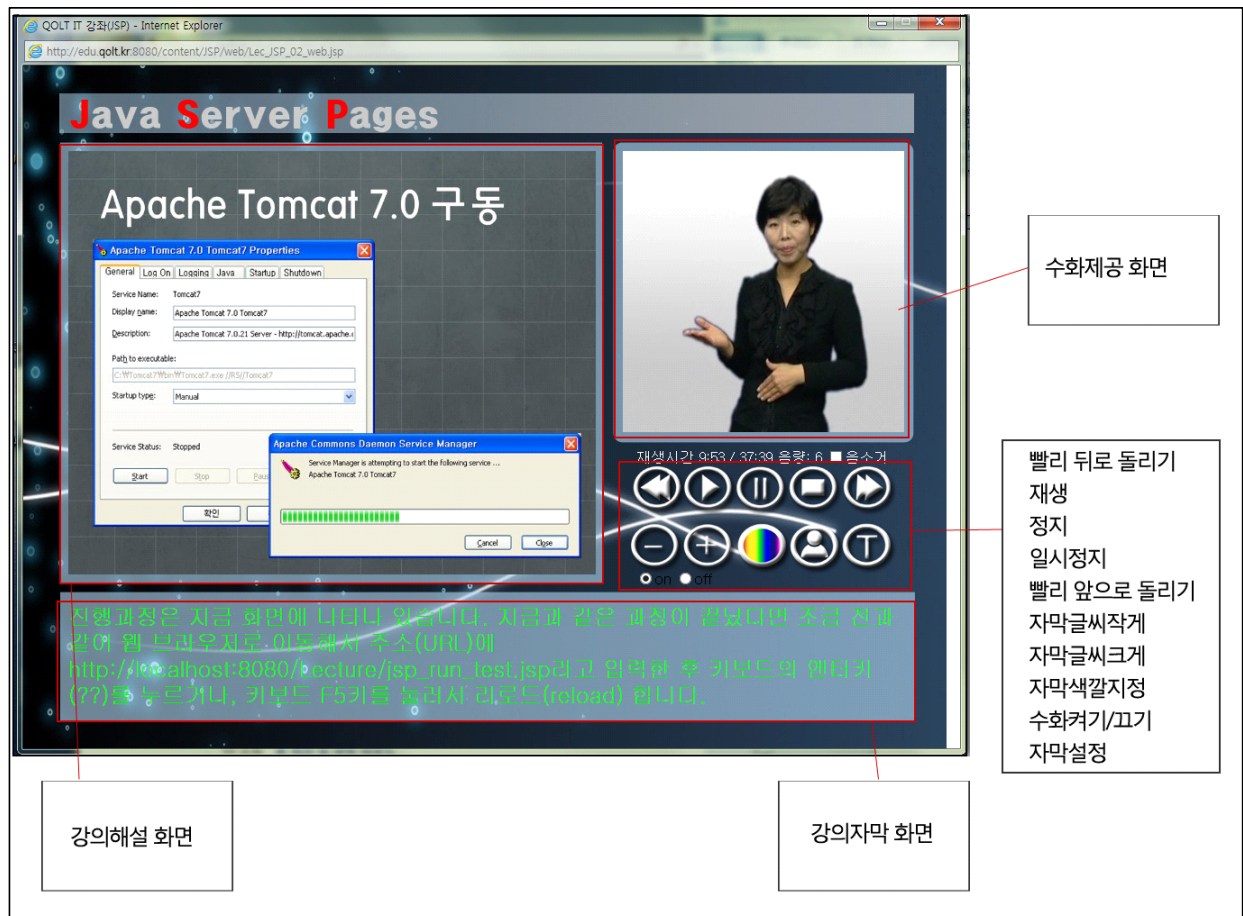 QOLT IT 강좌(JSP) - Internet Explorer
http://edu.qolt.kr:8080/content/JSP/web/Lec_JSP_02_web.jsp
Java Server Pages
Apache Tomcat 7.0 구동
Apache Tomcat 7.0 Tomcat7 Properties
General Log On Logging Java Startup Shutdown
Service Name: Tomcat7
Display name: Apache Tomcat 7.0 Tomcat7
Description: Apache Tomcat 7.0.21 Server - http://tomcat.apache.
Path to executable:
C:₩Tomcat7₩bin₩Tomcat7.exe //RS//Tomcat7
Startup type: Manual
Service Status: Stopped
Start Stop
확인
Apache Commons Daemon Service Manager
Service Manager is attempting to start the following service ...
Apache Tomcat 7.0 Tomcat7
Cancel Close
재생시간 9:53 / 37:39 음량: 6 음소거
T
on off
진행과정은 지금 화면에 나타나 있습니다. 지금과 같은 과정이 끝났다면 조금 전과
같이 웹 브라우저로 이동해서 주소(URL)에
http://localhost:8080/Lecture/jsp_run_test.jsp라고 입력한 후 키보드의 엔터키
(??)를 누르거나, 키보드 F5키를 눌러서 리로드(roload) 합니다.
수화제공 화면
빨리 뒤로 돌리기
재생
정지
일시정지
빨리 앞으로 돌리기
자막글씨작게
자막글씨크게
자막색깔지정
수화켜기/끄기
자막설정
강의해설 화면
강의자막 화면